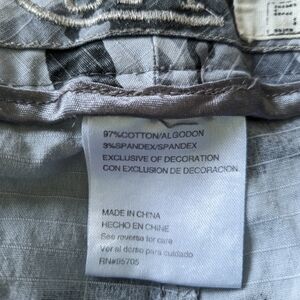 97%COTTON/ALGODON
3%SPANDEX/SPANDEX
EXCLUSIVE OF DECORATION
CON EXCLUSION DE DECORACION
MADE IN CHINA
HECHO EN CHINE
See reverse for care
Ver al dorso para cuidado
RN#95705